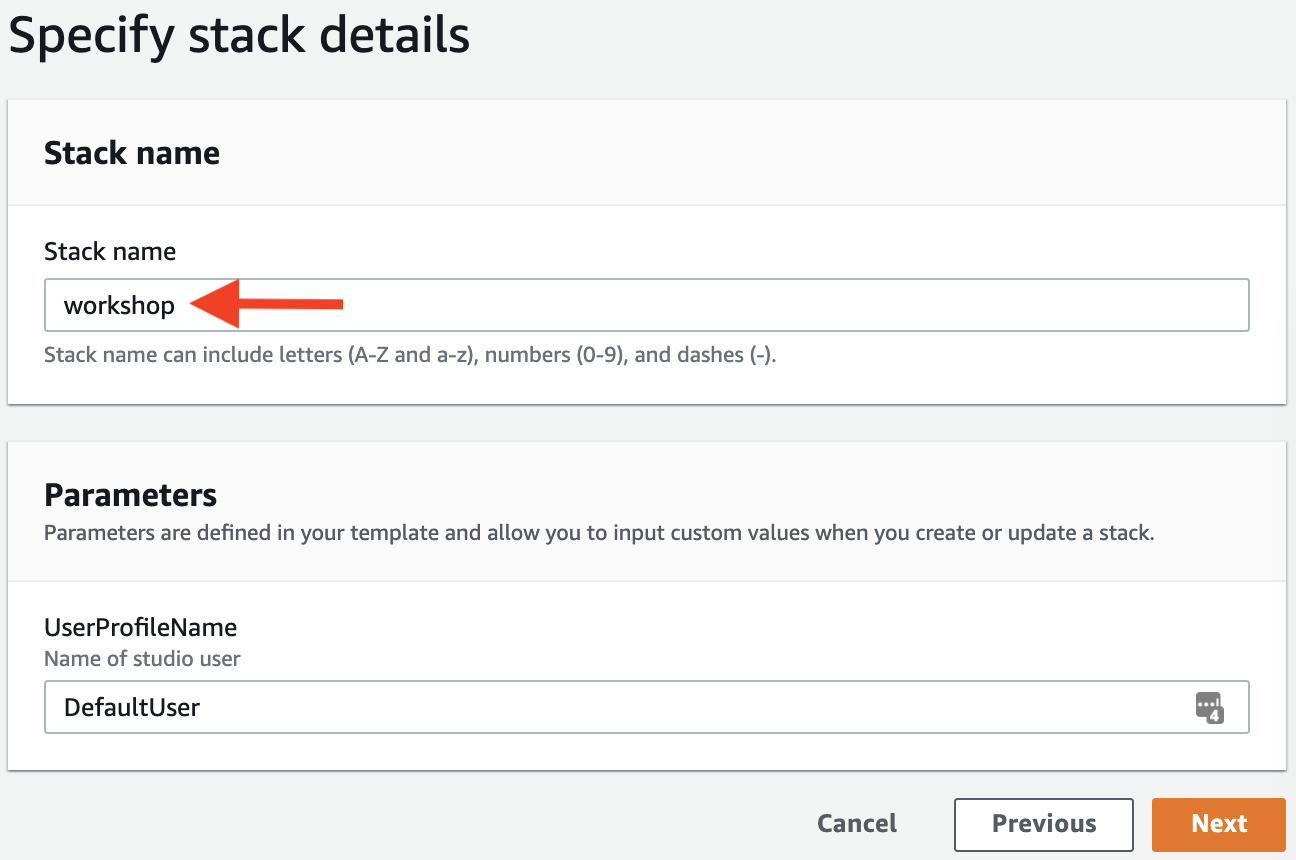 Specify stack details
Stack name
Stack name
workshop
Stack name can include letters (A-Z and a-z), numbers (0-9), and dashes (-).
Parameters
Parameters are defined in your template and allow you to input custom values when you create or update a stack.
UserProfileName
Name of studio user
DefaultUser
4
Cancel
Previous
Next